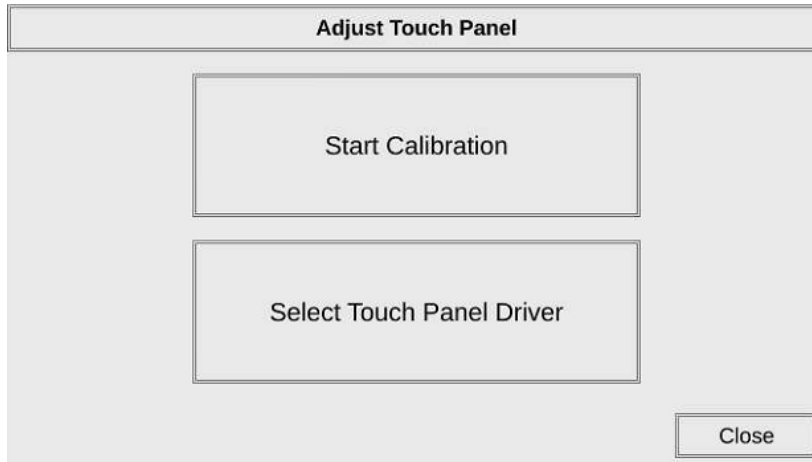 Adjust Touch Panel
Start Calibration
Select Touch Panel Driver
Close